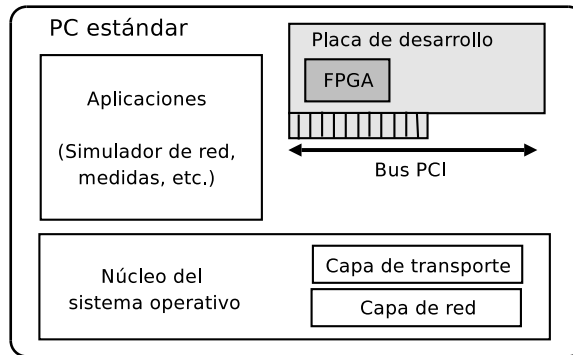 PC estándar
Placa de desarrollo
FPGA
Aplicaciones
(Simulador de red,
medidas, etc.)
Bus PCI
Núcleo del
sistema operativo
Capa de transporte
Capa de red